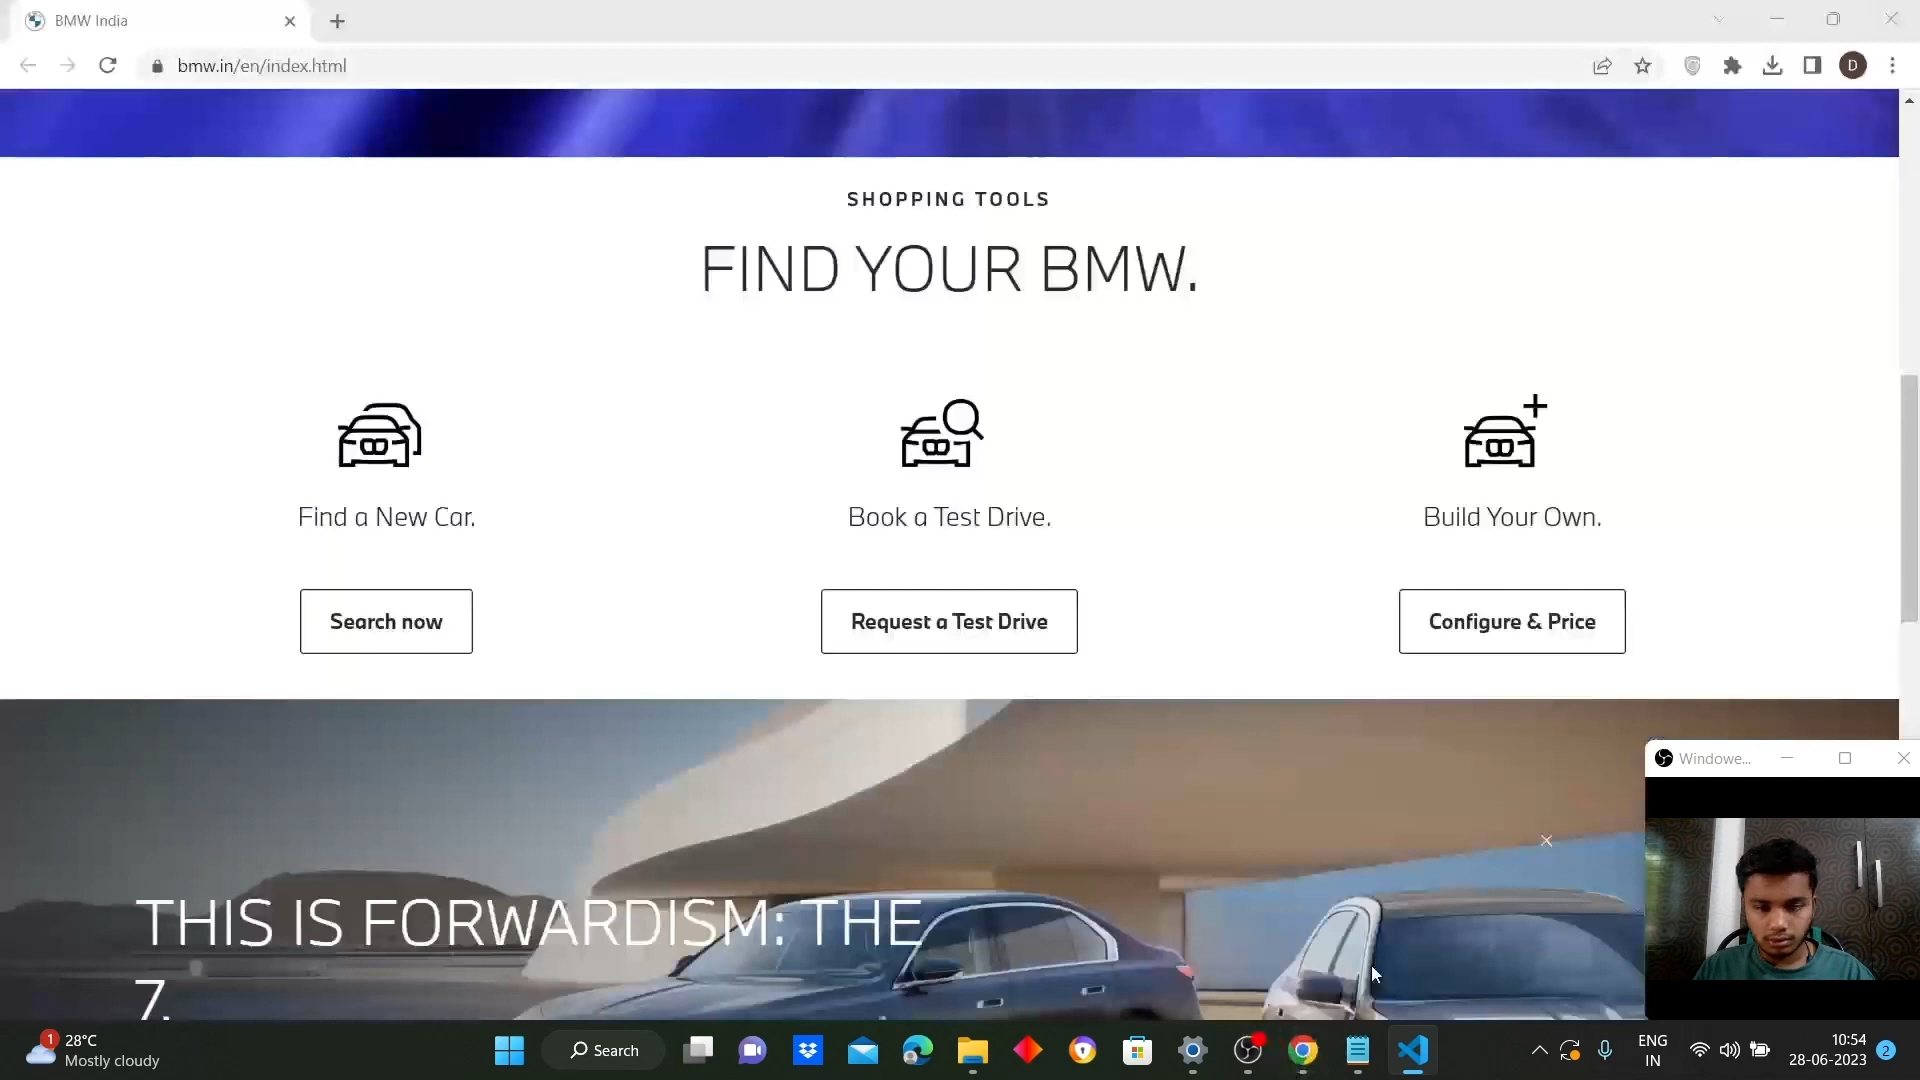 BMW India
bmw.in/en/index.html
D
SHOPPING TOOLS
FIND YOUR BMW.
Find a New Car.
Book a Test Drive.
Build Your Own.
Search now
Request a Test Drive
Configure & Price
Windowe...
THIS IS FORWARDISM: THE
7.
1
28°C
Mostly cloudy
Search
ENG
IN
10:54
28-06-2023
2